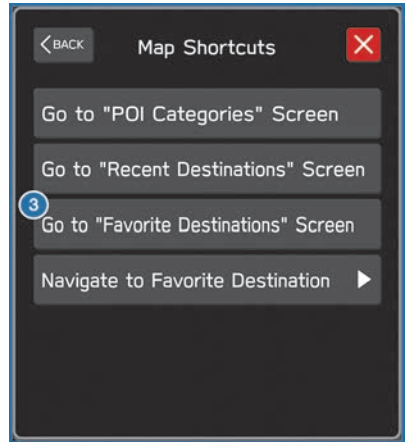 BACK
Map Shortcuts
Go to "POI Categories" Screen
Go to "Recent Destinations" Screen
3
Go to "Favorite Destinations" Screen
Navigate to Favorite Destination